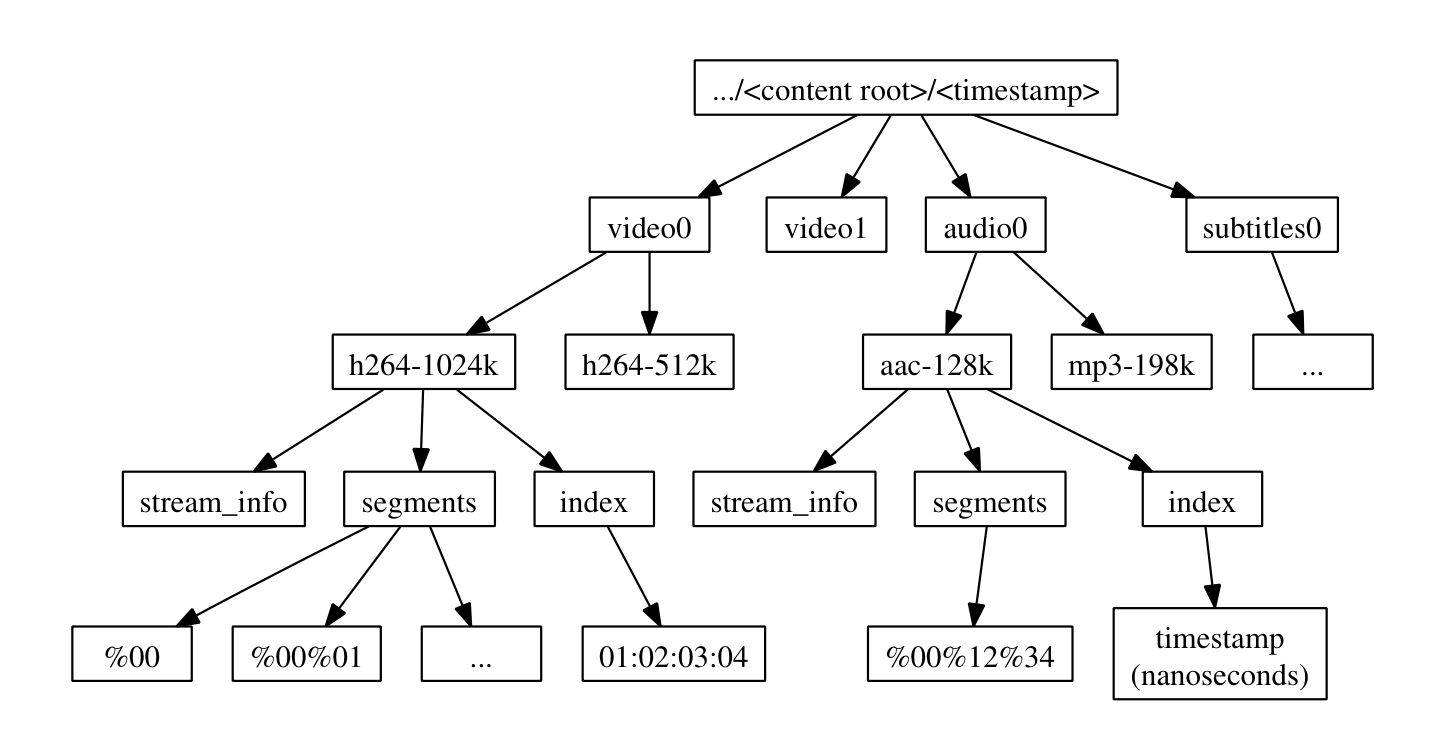 .../<content root>/<timestamp>
video0
video1
audio0
subtitles0
h264-1024k
h264-512k
aac-128k
mp3-198k
...
stream_info
segments
index
stream_info
segments
index
%00
%00%01
...
01:02:03:04
%00%12%34
timestamp
(nanoseconds)